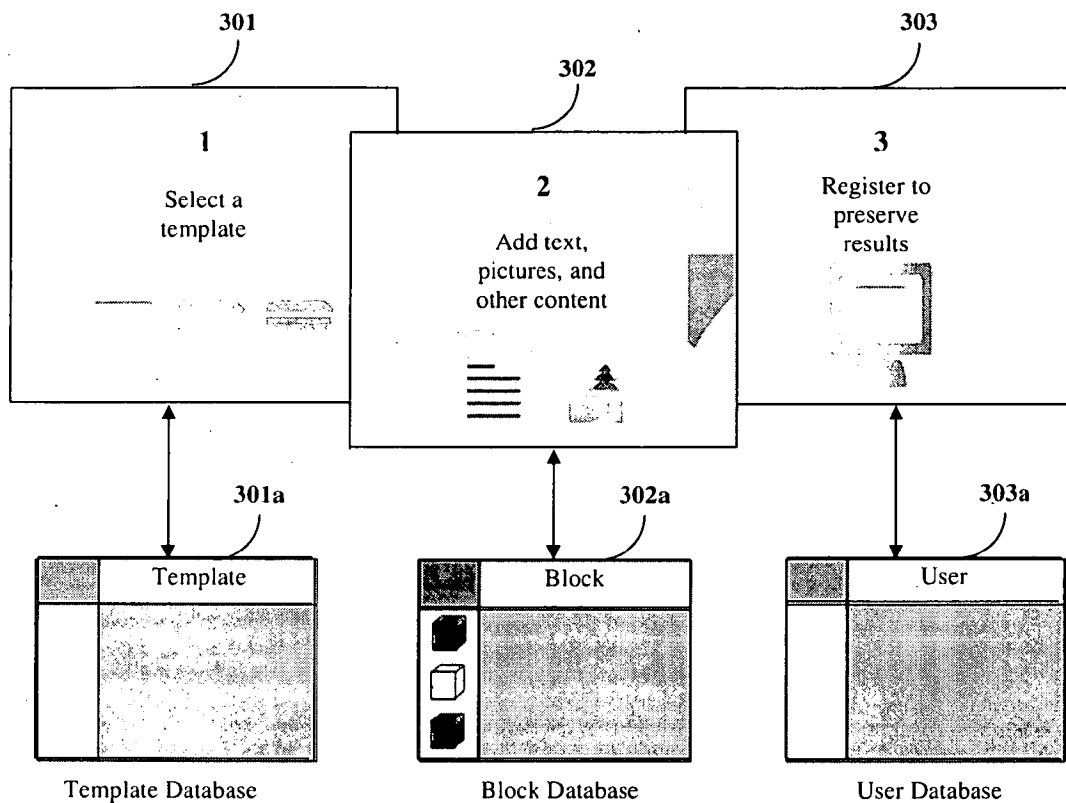 301
302
303
1
Select a
template
2
Add text,
pictures, and
other content
3
Register to
preserve
results
301a
302a
303a
Template
Block
User
Template Database
Block Database
User Database